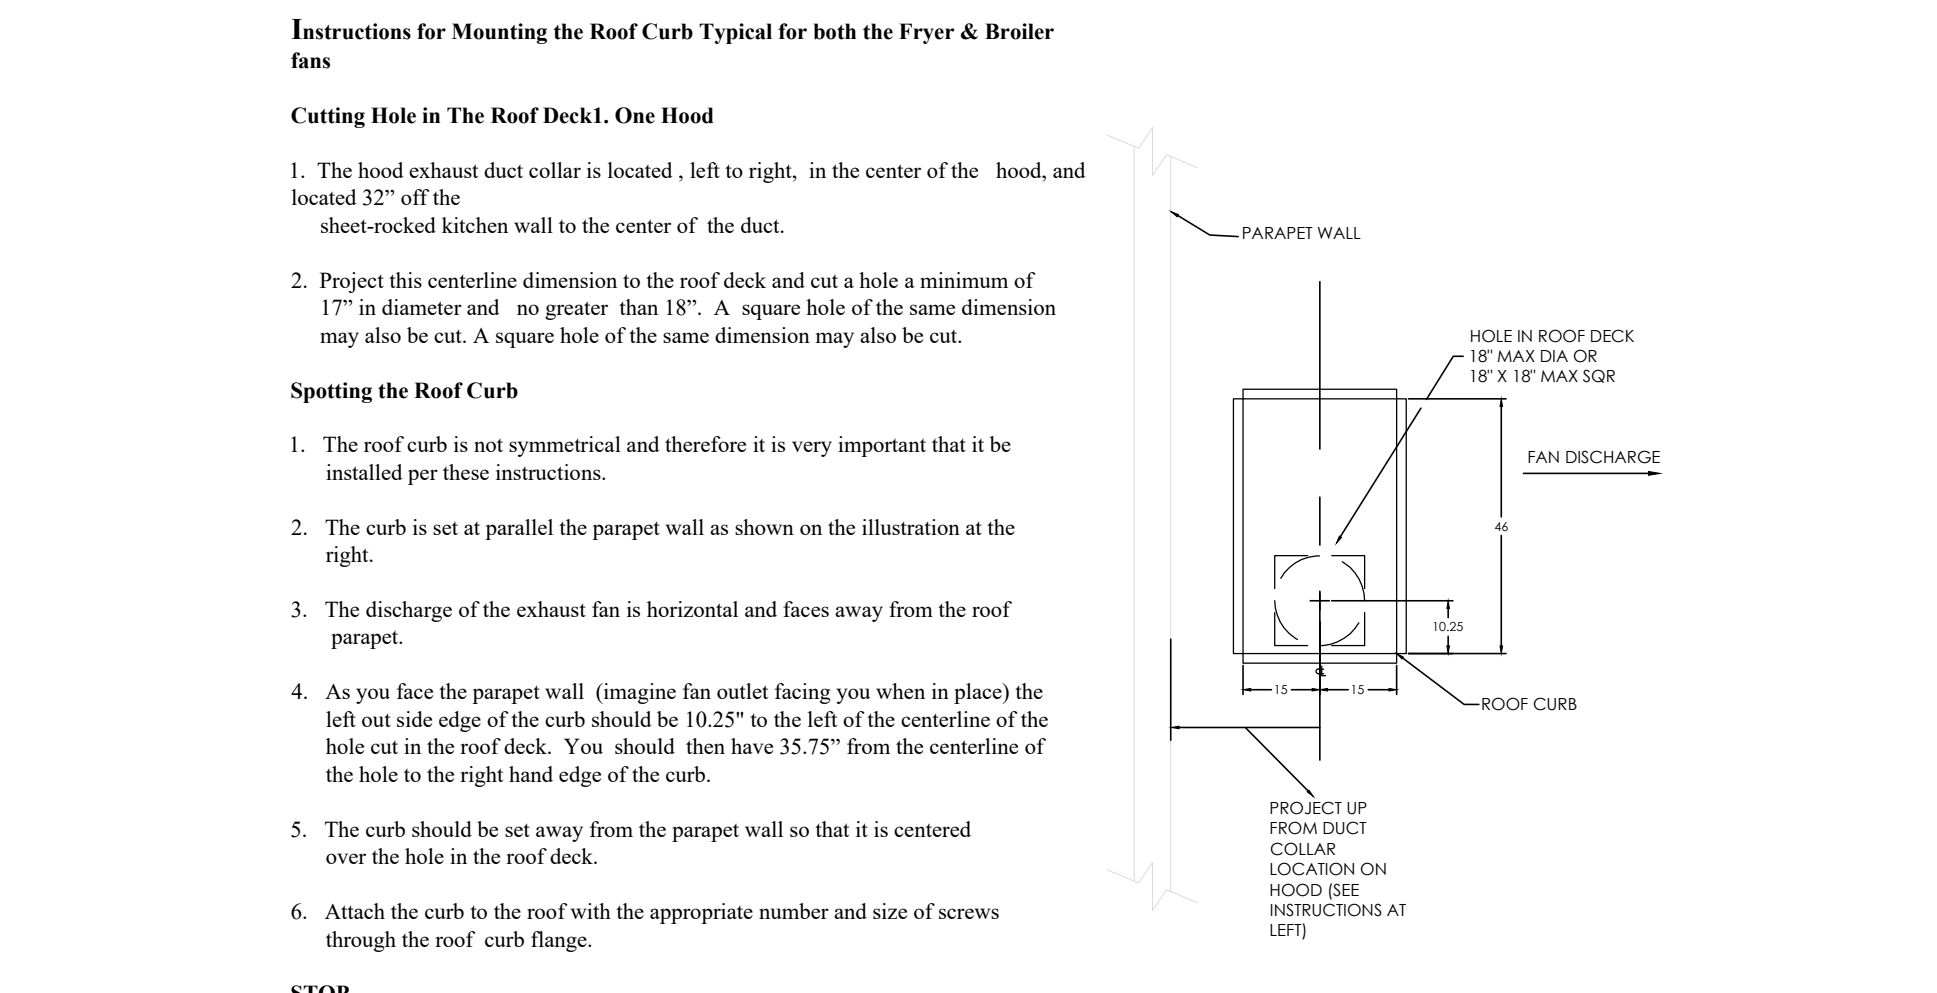 Instructions for Mounting the Roof Curb Typical for both the Fryer & Broiler
fans
Cutting Hole in The Roof Deck1. One Hood
1. The hood exhaust duct collar is located , left to right, in the center of the hood, and
located 32” off the
sheet-rocked kitchen wall to the center of the duct.
2. Project this centerline dimension to the roof deck and cut a hole a minimum of
17” in diameter and no greater than 18”. A square hole of the same dimension
may also be cut. A square hole of the same dimension may also be cut.
Spotting the Roof Curb
1. The roof curb is not symmetrical and therefore it is very important that it be
installed per these instructions.
2. The curb is set at parallel the parapet wall as shown on the illustration at the
right.
3. The discharge of the exhaust fan is horizontal and faces away from the roof
parapet.
4. As you face the parapet wall (imagine fan outlet facing you when in place) the
left out side edge of the curb should be 10.25" to the left of the centerline of the
hole cut in the roof deck. You should then have 35.75” from the centerline of
the hole to the right hand edge of the curb.
5. The curb should be set away from the parapet wall so that it is centered
over the hole in the roof deck.
6. Attach the curb to the roof with the appropriate number and size of screws
through the roof curb flange.
STOP
PARAPET WALL
HOLE IN ROOF DECK
18" MAX DIA OR
18" X 18" MAX SQR
FAN DISCHARGE
46
10.25
15
15
ROOF CURB
PROJECT UP
FROM DUCT
COLLAR
LOCATION ON
HOOD (SEE
INSTRUCTIONS AT
LEFT)